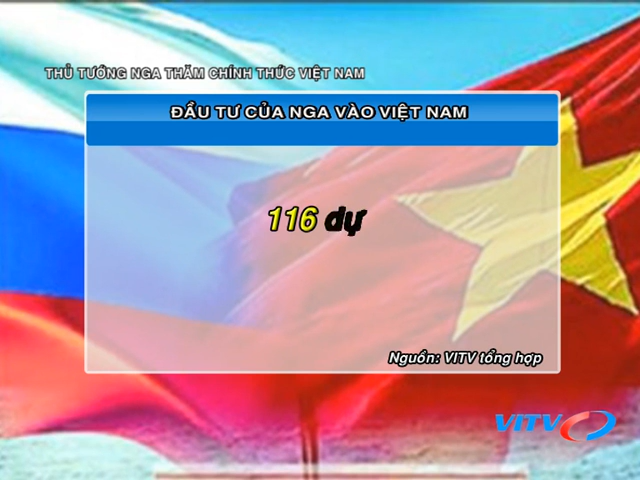 THỦ TƯỚNG NGA THĂM CHÍNH THỨC VIỆT NAM
ĐẦU TƯ CỦA NGA VÀO VIỆT NAM
116 dự
Nguồn: VITV tổng hợp
VITV